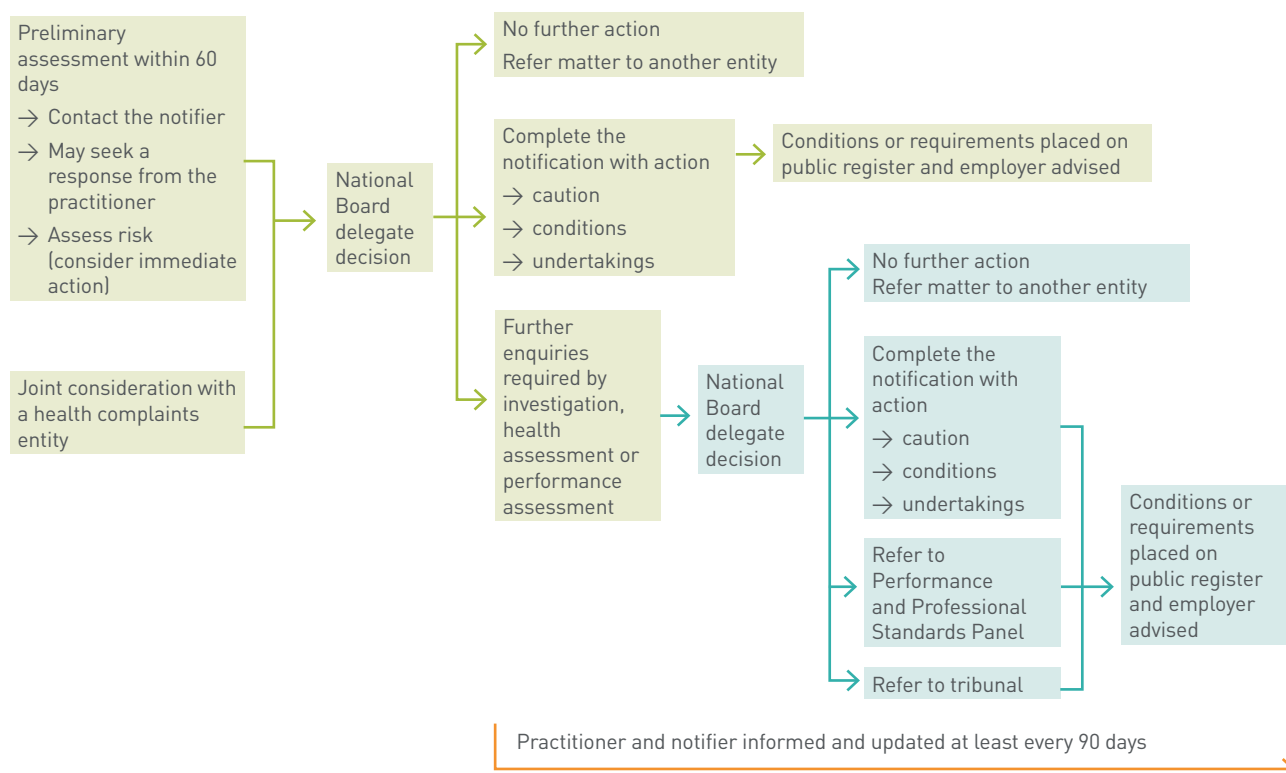 Preliminary
assessment within 60
days
→ Contact the notifier
→ May seek a
response from the
practitioner
→ Assess risk
(consider immediate
action)
Joint consideration with
a health complaints
entity
National
Board
delegate
decision
No further action
Refer matter to another entity
Complete the
notification with action
→ caution
→ conditions
→ undertakings
Conditions or requirements placed on
public register and employer advised
Further
enquiries
required by
investigation,
health
assessment or
performance
assessment
National
Board
delegate
decision
No further action
Refer matter to another entity
Complete the
notification with
action
→ caution
→ conditions
→ undertakings
Refer to
Performance
and Professional
Standards Panel
Refer to tribunal
Conditions or
requirements
placed on
public register
and employer
advised
Practitioner and notifier informed and updated at least every 90 days